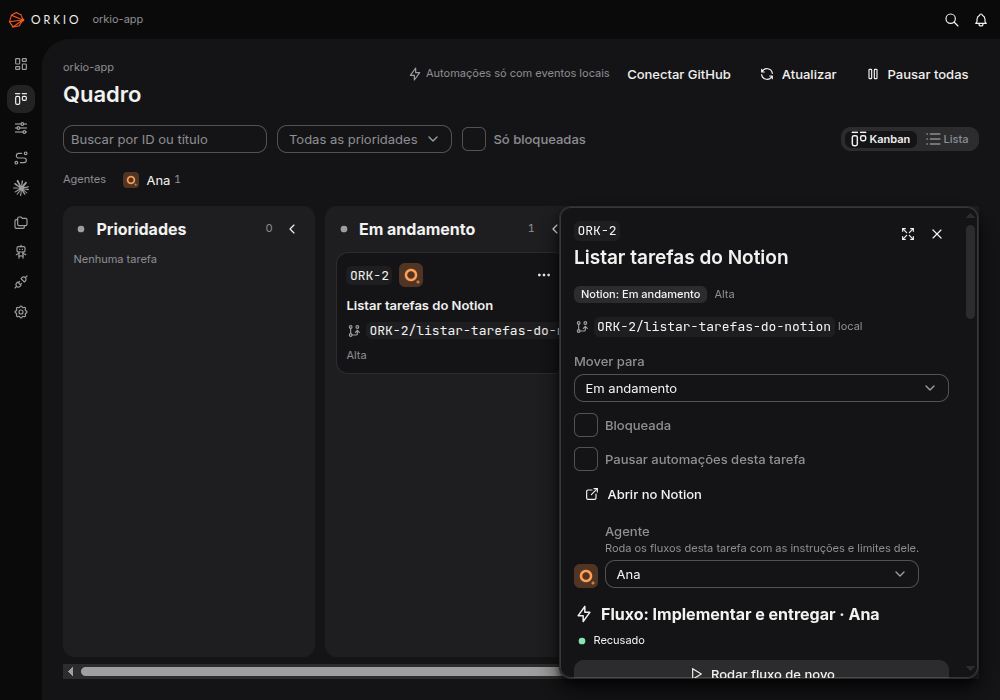 ORKIO orkio-app
orkio-app
Quadro
Automações só com eventos locais Conectar GitHub Atualizar Pausar todas
Buscar por ID ou título Todas as prioridades Só bloqueadas Kanban Lista
Agentes Ana 1
Prioridades 0
Nenhuma tarefa
Em andamento 1
ORK-2
Listar tarefas do Notion
ORK-2/listar-tarefas-do-n
Alta
ORK-2
Listar tarefas do Notion
Notion: Em andamento Alta
ORK-2/listar-tarefas-do-notion local
Mover para
Em andamento
Bloqueada
Pausar automações desta tarefa
Abrir no Notion
Agente
Roda os fluxos desta tarefa com as instruções e limites dele.
Ana
Fluxo: Implementar e entregar · Ana
Recusado
Rodar fluxo de novo